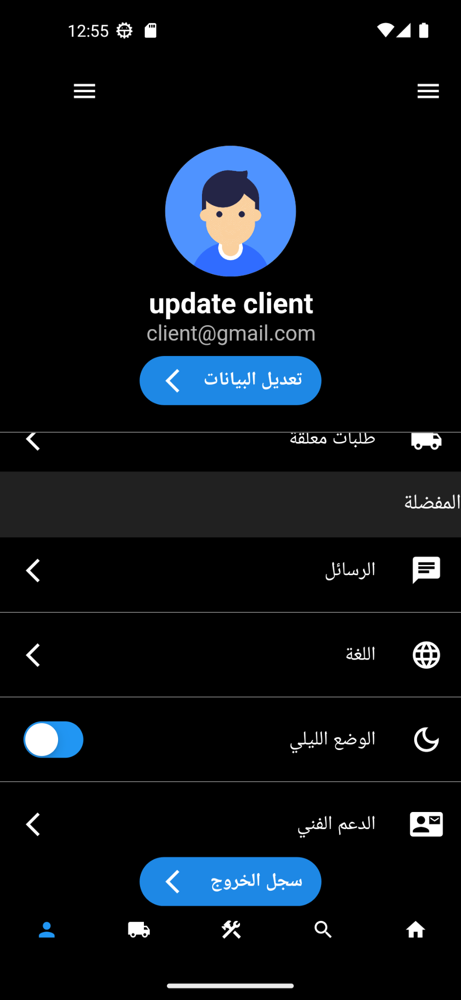 12:55
update client
client@gmail.com
تعديل البيانات
طلبات معلقة
المفضلة
الرسائل
اللغة
الوضع الليلي
الدعم الفني
سجل الخروج